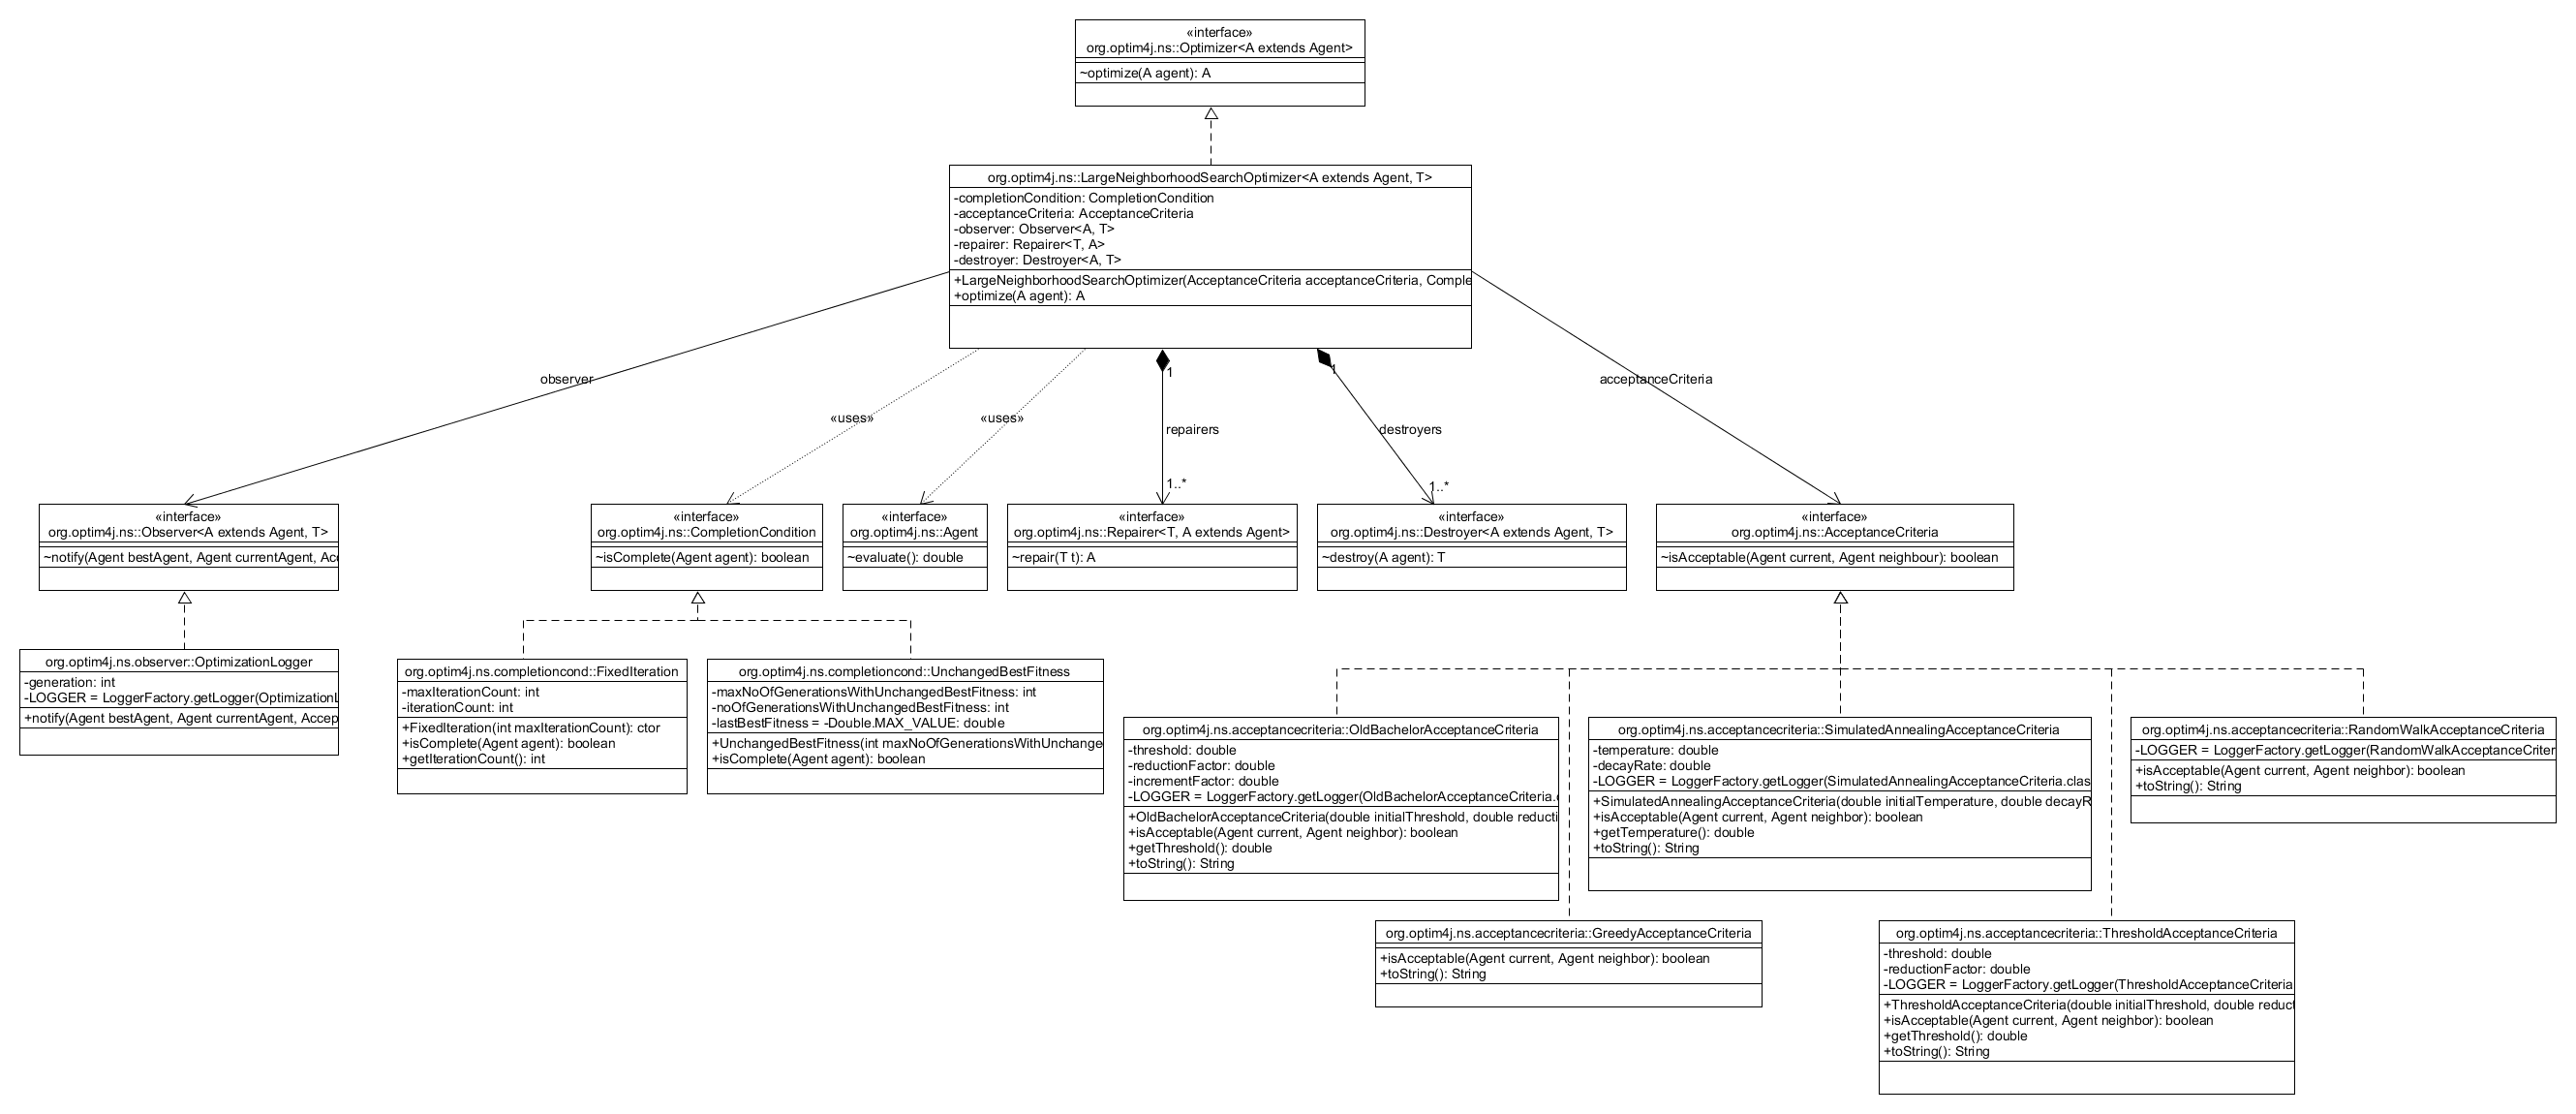 «interface»
org.optim4j.ns::Optimizer<A extends Agent>
~optimize(A agent): A
org.optim4j.ns::LargeNeighborhoodSearchOptimizer<A extends Agent, T>
-completionCondition: CompletionCondition
-acceptanceCriteria: AcceptanceCriteria
-observer: Observer<A, T>
-repairer: Repairer<T, A>
-destroyer: Destroyer<A, T>
+LargeNeighborhoodSearchOptimizer(AcceptanceCriteria acceptanceCriteria, Comple
+optimize(A agent): A
observer
«uses»
«uses»
1
repairers
1..*
1
destroyers
1..*
acceptanceCriteria
«interface»
org.optim4j.ns::Observer<A extends Agent, T>
~notify(Agent bestAgent, Agent currentAgent, Acc
«interface»
org.optim4j.ns::CompletionCondition
~isComplete(Agent agent): boolean
«interface»
org.optim4j.ns::Agent
~evaluate(): double
«interface»
org.optim4j.ns::Repairer<T, A extends Agent>
~repair(T t): A
«interface»
org.optim4j.ns::Destroyer<A extends Agent, T>
~destroy(A agent): T
«interface»
org.optim4j.ns::AcceptanceCriteria
~isAcceptable(Agent current, Agent neighbour): boolean
org.optim4j.ns.observer::OptimizationLogger
-generation: int
-LOGGER = LoggerFactory.getLogger(OptimizationL
+notify(Agent bestAgent, Agent currentAgent, Accep
org.optim4j.ns.completioncond::FixedIteration
-maxIterationCount: int
-iterationCount: int
+FixedIteration(int maxIterationCount): ctor
+isComplete(Agent agent): boolean
+getIterationCount(): int
org.optim4j.ns.completioncond::UnchangedBestFitness
-maxNoOfGenerationsWithUnchangedBestFitness: int
-noOfGenerationsWithUnchangedBestFitness: int
-lastBestFitness = -Double.MAX_VALUE: double
+UnchangedBestFitness(int maxNoOfGenerationsWithUnchange
+isComplete(Agent agent): boolean
org.optim4j.ns.acceptancecriteria::OldBachelorAcceptanceCriteria
-threshold: double
-reductionFactor: double
-incrementFactor: double
-LOGGER = LoggerFactory.getLogger(OldBachelorAcceptanceCriteria.c
+OldBachelorAcceptanceCriteria(double initialThreshold, double reducti
+isAcceptable(Agent current, Agent neighbor): boolean
+getThreshold(): double
+toString(): String
org.optim4j.ns.acceptancecriteria::SimulatedAnnealingAcceptanceCriteria
-temperature: double
-decayRate: double
-LOGGER = LoggerFactory.getLogger(SimulatedAnnealingAcceptanceCriteria.clas
+SimulatedAnnealingAcceptanceCriteria(double initialTemperature, double decayR
+isAcceptable(Agent current, Agent neighbor): boolean
+getTemperature(): double
+toString(): String
org.optim4j.ns.acceptancecriteria::RandomWalkAcceptanceCriteria
-LOGGER = LoggerFactory.getLogger(RandomWalkAcceptanceCriter
+isAcceptable(Agent current, Agent neighbor): boolean
+toString(): String
org.optim4j.ns.acceptancecriteria::GreedyAcceptanceCriteria
+isAcceptable(Agent current, Agent neighbor): boolean
+toString(): String
org.optim4j.ns.acceptancecriteria::ThresholdAcceptanceCriteria
-threshold: double
-reductionFactor: double
-LOGGER = LoggerFactory.getLogger(ThresholdAcceptanceCriteria
+ThresholdAcceptanceCriteria(double initialThreshold, double reduct
+isAcceptable(Agent current, Agent neighbor): boolean
+getThreshold(): double
+toString(): String